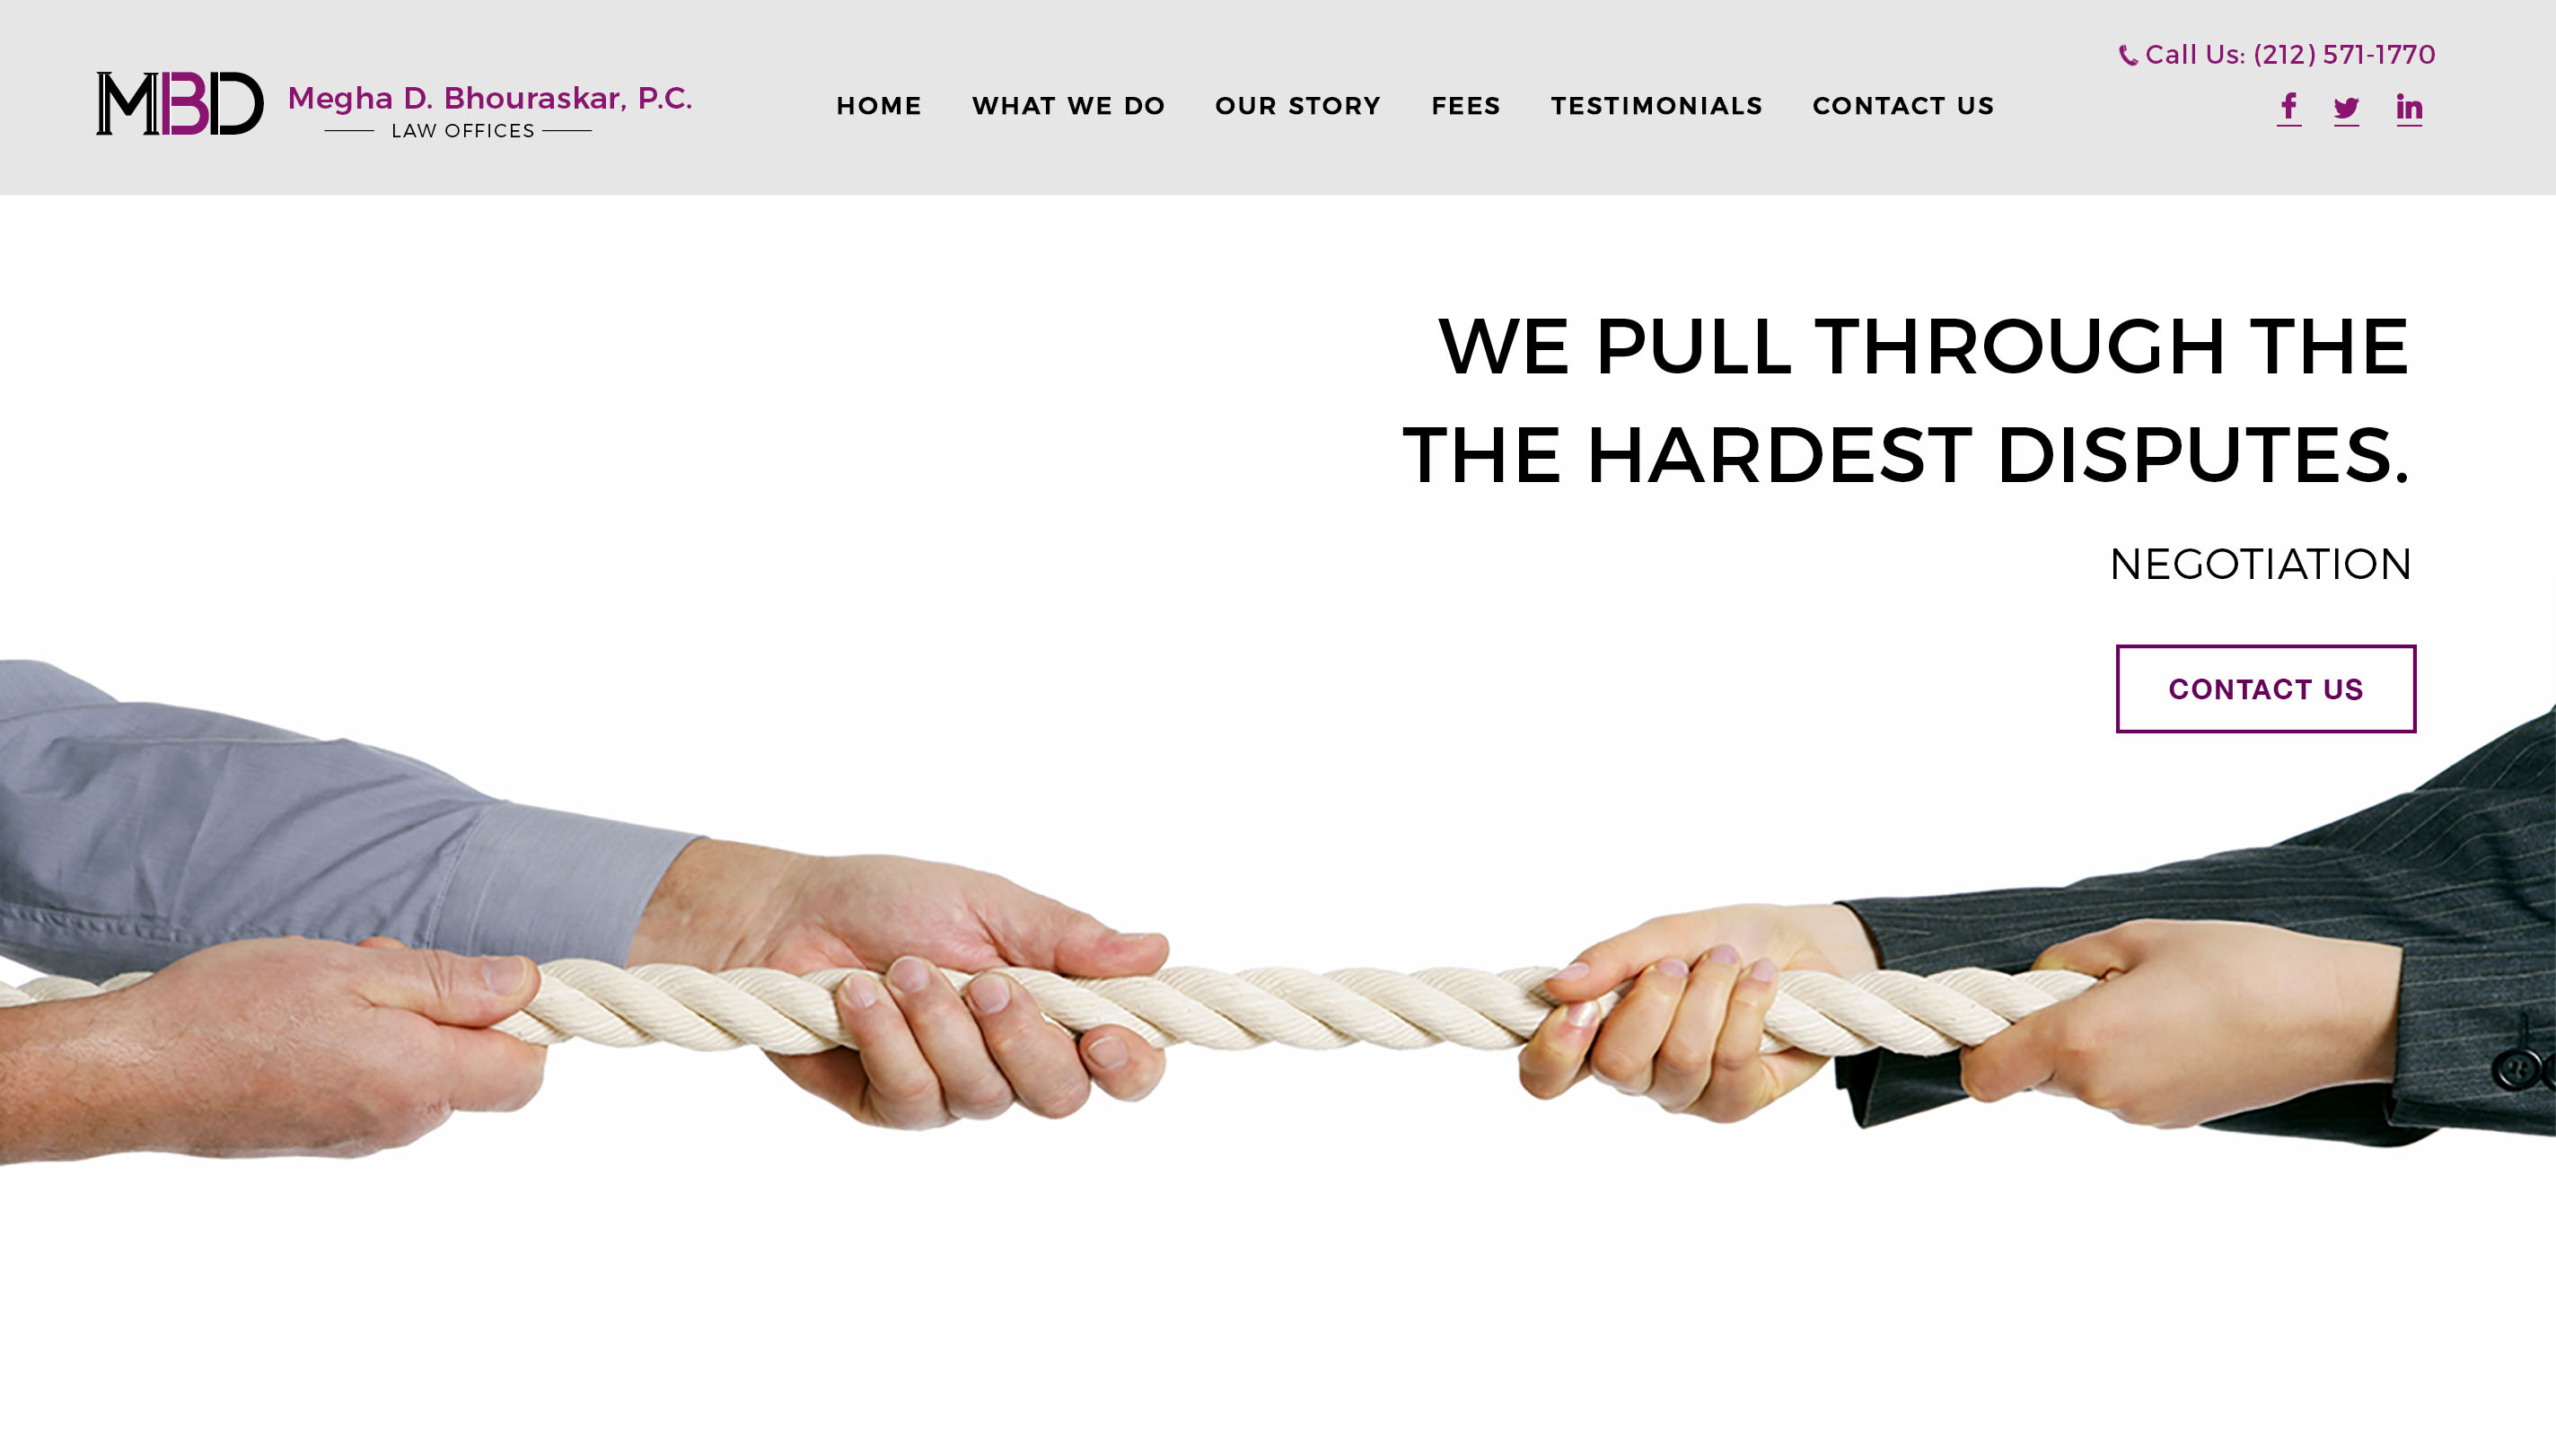 Call Us: (212) 571-1770
MBD
Megha D. Bhouraskar, P.C.
LAW OFFICES
HOME WHAT WE DO OUR STORY FEES TESTIMONIALS CONTACT US
f in
WE PULL THROUGH THE
THE HARDEST DISPUTES.
NEGOTIATION
CONTACT US